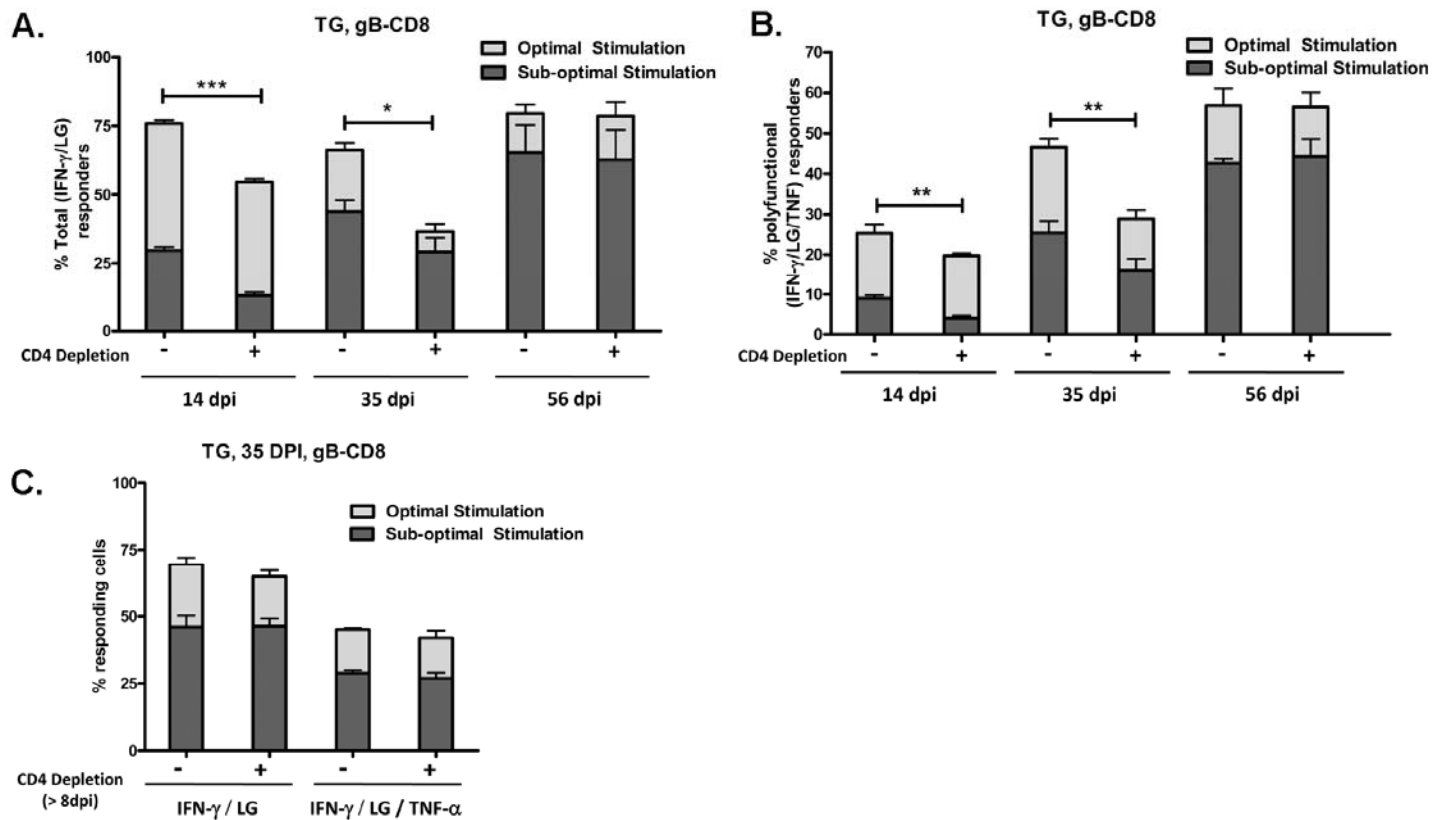 A.
TG, gB-CD8
Optimal Stimulation
Sub-optimal Stimulation
% Total (IFN-γ/LG)
responders
100
75
50
25
0
***
*
CD4 Depletion
- + - + - +
14 dpi 35 dpi 56 dpi
B.
TG, gB-CD8
Optimal Stimulation
Sub-optimal Stimulation
% polyfunctional
(IFN-γ/LG/TNF) responders
70
60
50
40
30
20
10
0
**
**
CD4 Depletion
- + - + - +
14 dpi 35 dpi 56 dpi
C.
TG, 35 DPI, gB-CD8
Optimal Stimulation
Sub-optimal Stimulation
% responding cells
100
75
50
25
0
CD4 Depletion
(> 8dpi)
- + - +
IFN-γ / LG IFN-γ / LG / TNF-α